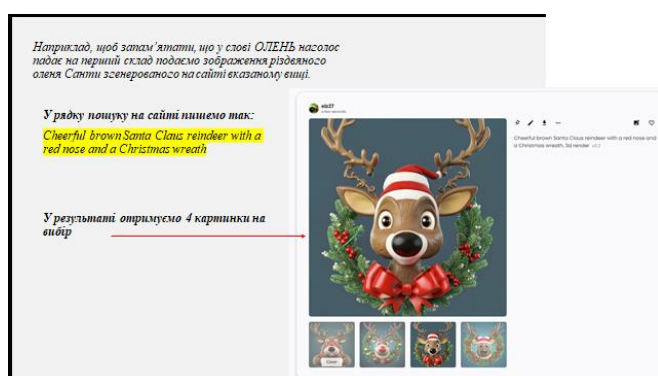 Наприклад, щоб запам’ятати, що у слові ОЛЕНЬ наголос
падає на перший склад подаємо зображення різдвяного
оленя Санти згенерованого на сайті вказаному вищі.
У рядку пошуку на сайті пишемо так:
Cheerful brown Santa Claus reindeer with a
red nose and a Christmas wreath
У результаті отримуємо 4 картинки на
вибір
Cheerful brown Santa Claus reindeer with a red nose and
a Christmas wreath, 3d render